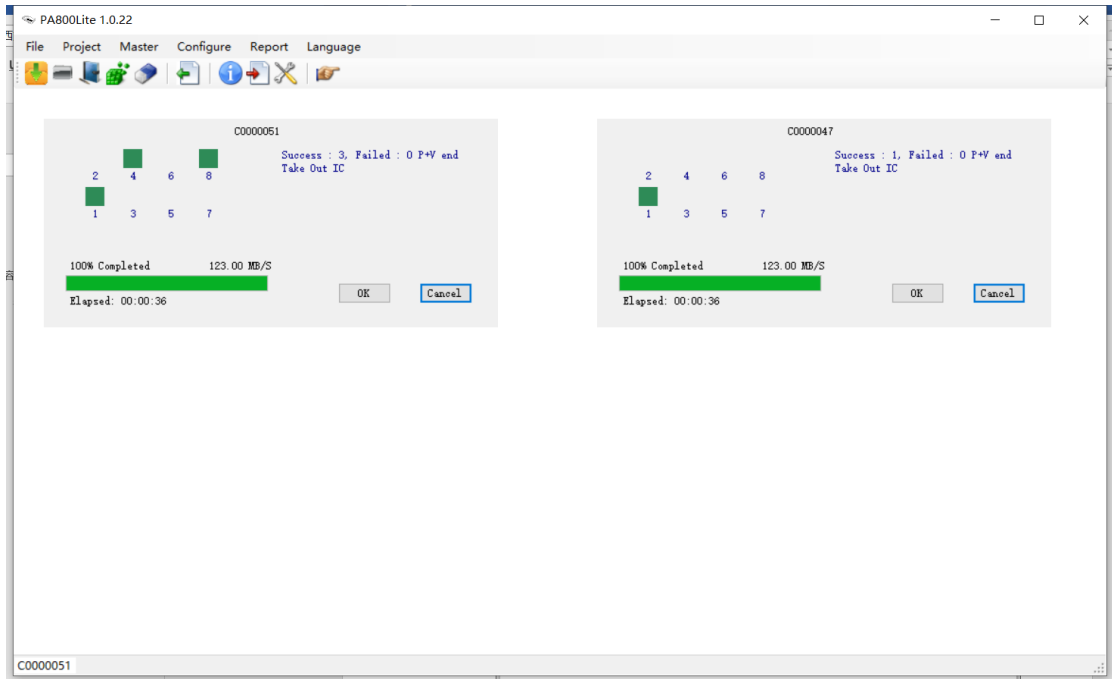 PA800Lite 1.0.22
File Project Master Configure Report Language
C0000051
Success : 3, Failed : 0 P+V end
Take Out IC
2 4 6 8
1 3 5 7
100% Completed 123.00 MB/S
Elapsed: 00:00:36
OK Cancel
C0000047
Success : 1, Failed : 0 P+V end
Take Out IC
2 4 6 8
1 3 5 7
100% Completed 123.00 MB/S
Elapsed: 00:00:36
OK Cancel
C0000051